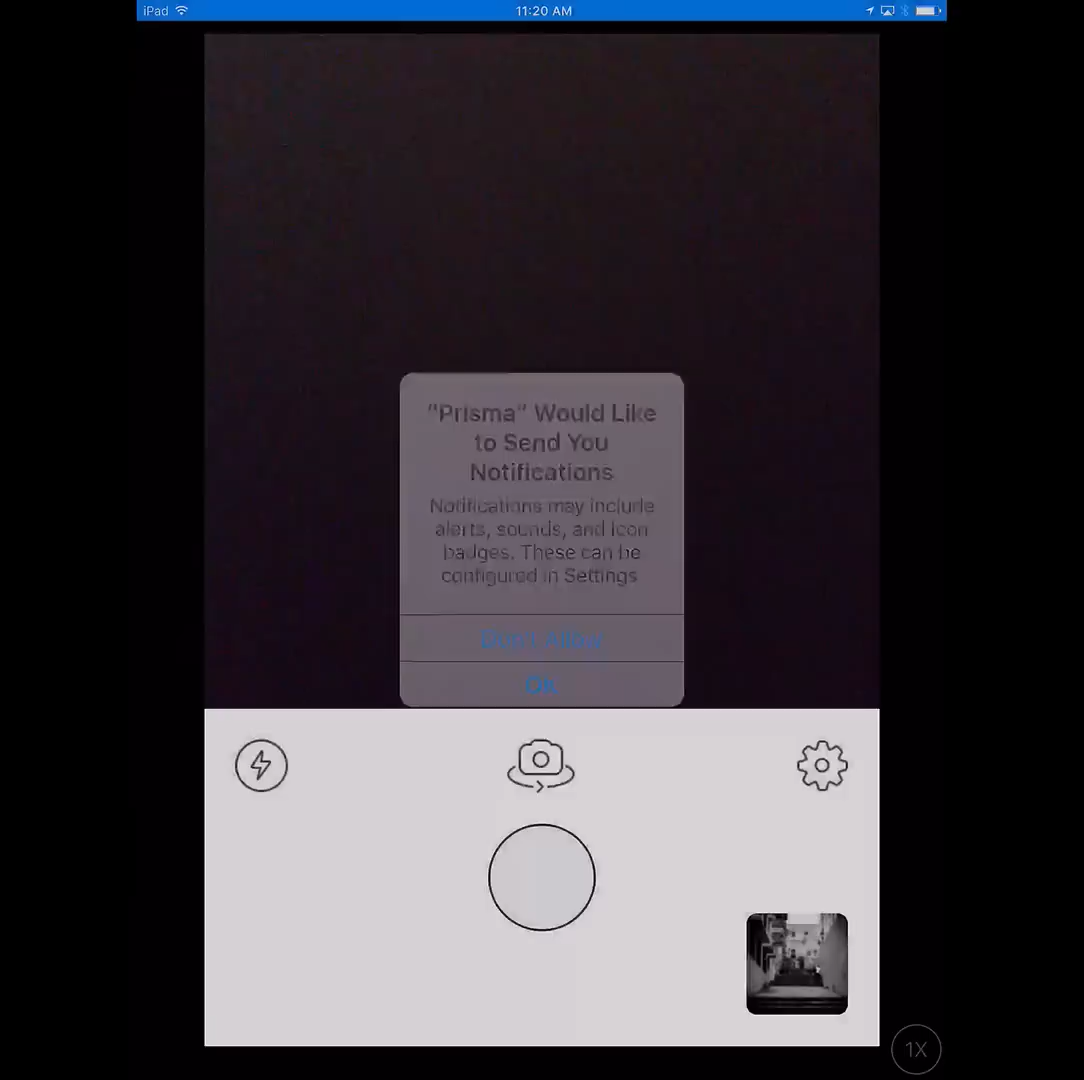 iPad
11:20 AM
"Prisma" Would Like
to Send You
Notifications
Notifications may include
alerts, sounds, and icon
badges. These can be
configured in Settings
Don't Allow
OK
1X